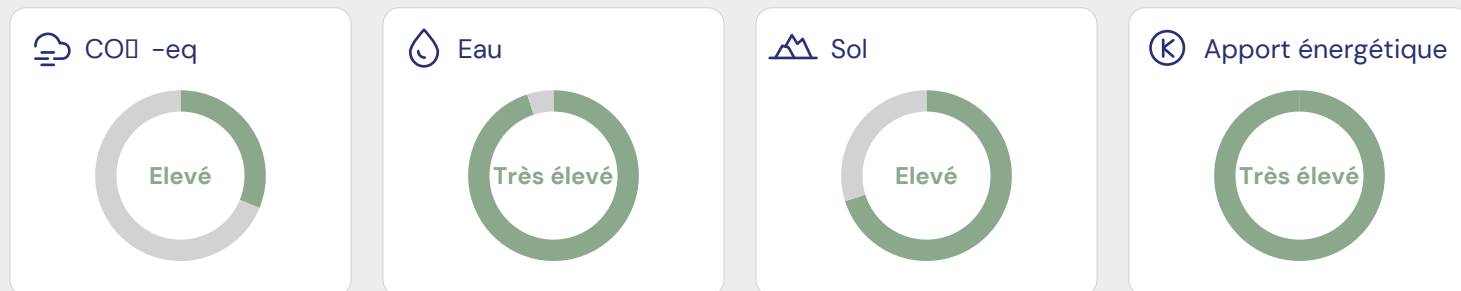 CO▯ -eq
Elevé
Eau
Très élevé
Sol
Elevé
Apport énergétique
Très élevé